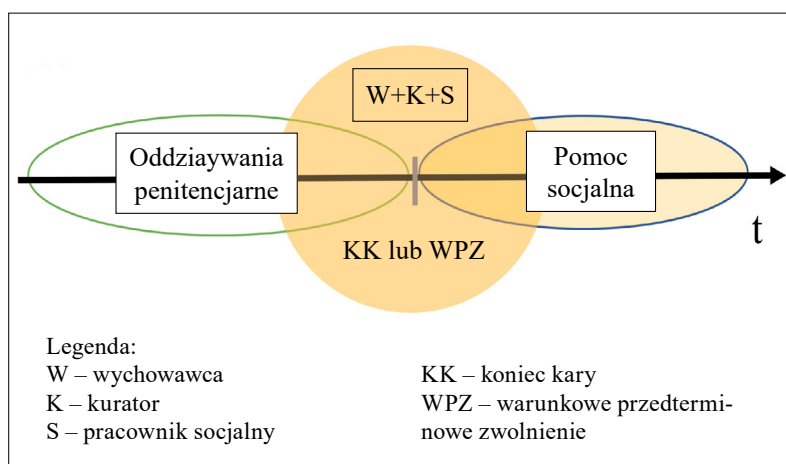 W+K+S
Oddziaywania
penitencjarne
Pomoc
socjalna
t
KK lub WPZ
Legenda:
W – wychowawca
K – kurator
S – pracownik socjalny
KK – koniec kary
WPZ – warunkowe przedtermi-
nowe zwolnienie